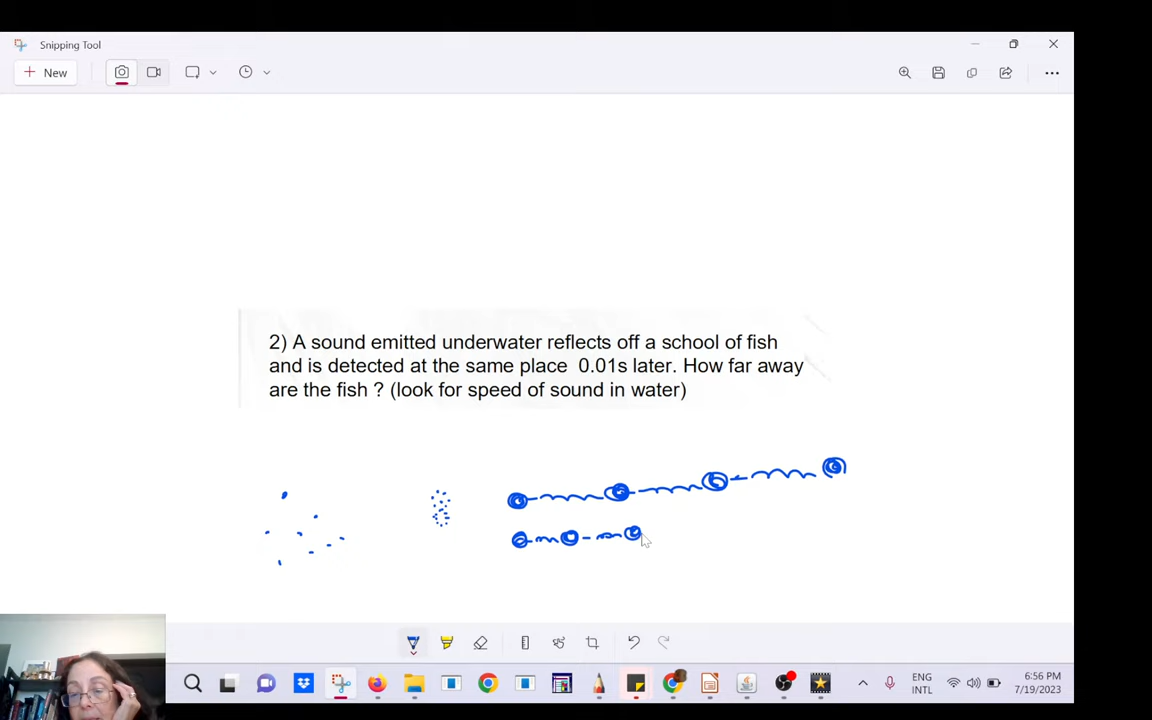 Snipping Tool
New
2) A sound emitted underwater reflects off a school of fish
and is detected at the same place 0.01s later. How far away
are the fish ? (look for speed of sound in water)
ENG
INTL
6:56 PM
7/19/2023